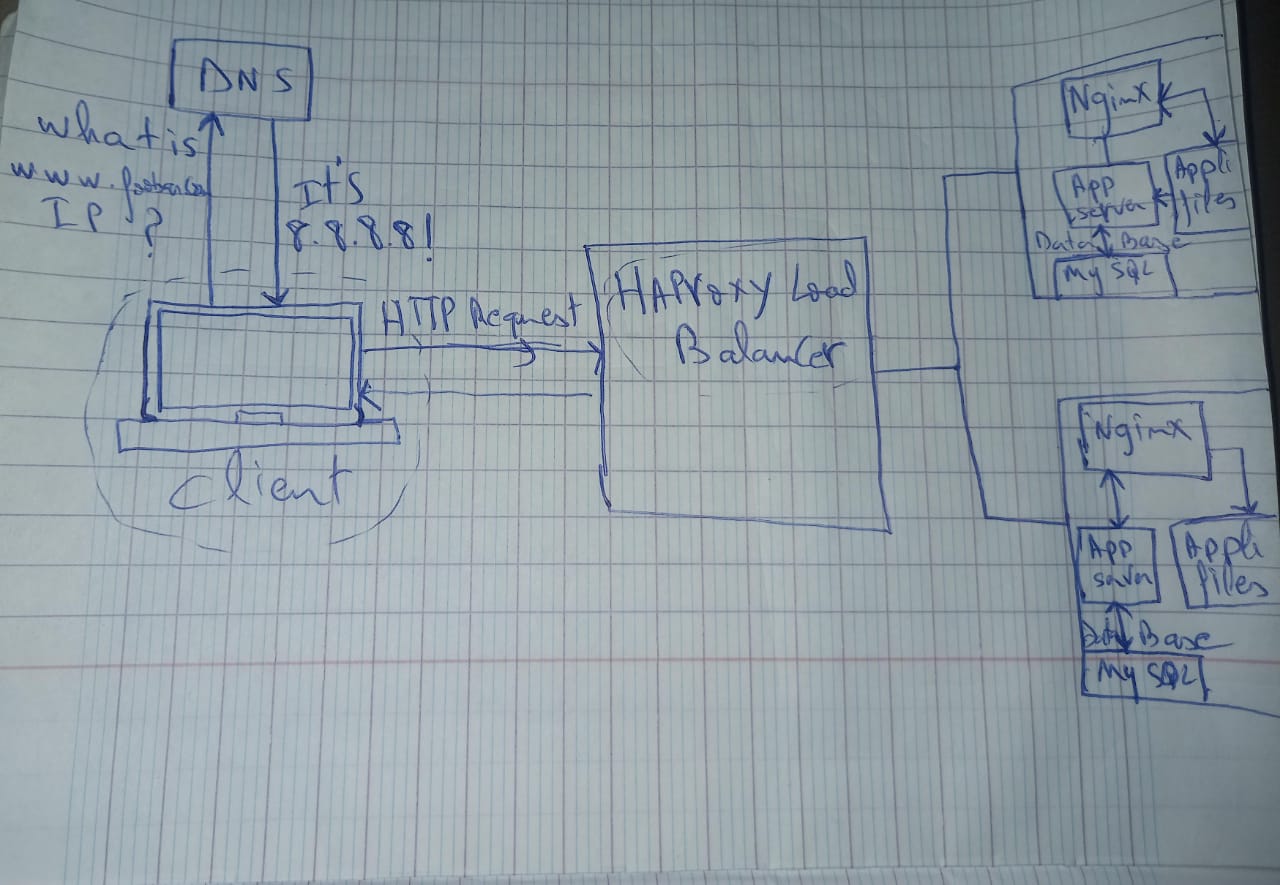 DNS
what is
www.foobar.com
IP ?
It's
8.8.8.8!
HTTP Request
client
HAProxy Load
Balancer
Nginx
App
server
Appli
files
Data Base
My SQL
Nginx
App
server
Appli
files
Data Base
My SQL